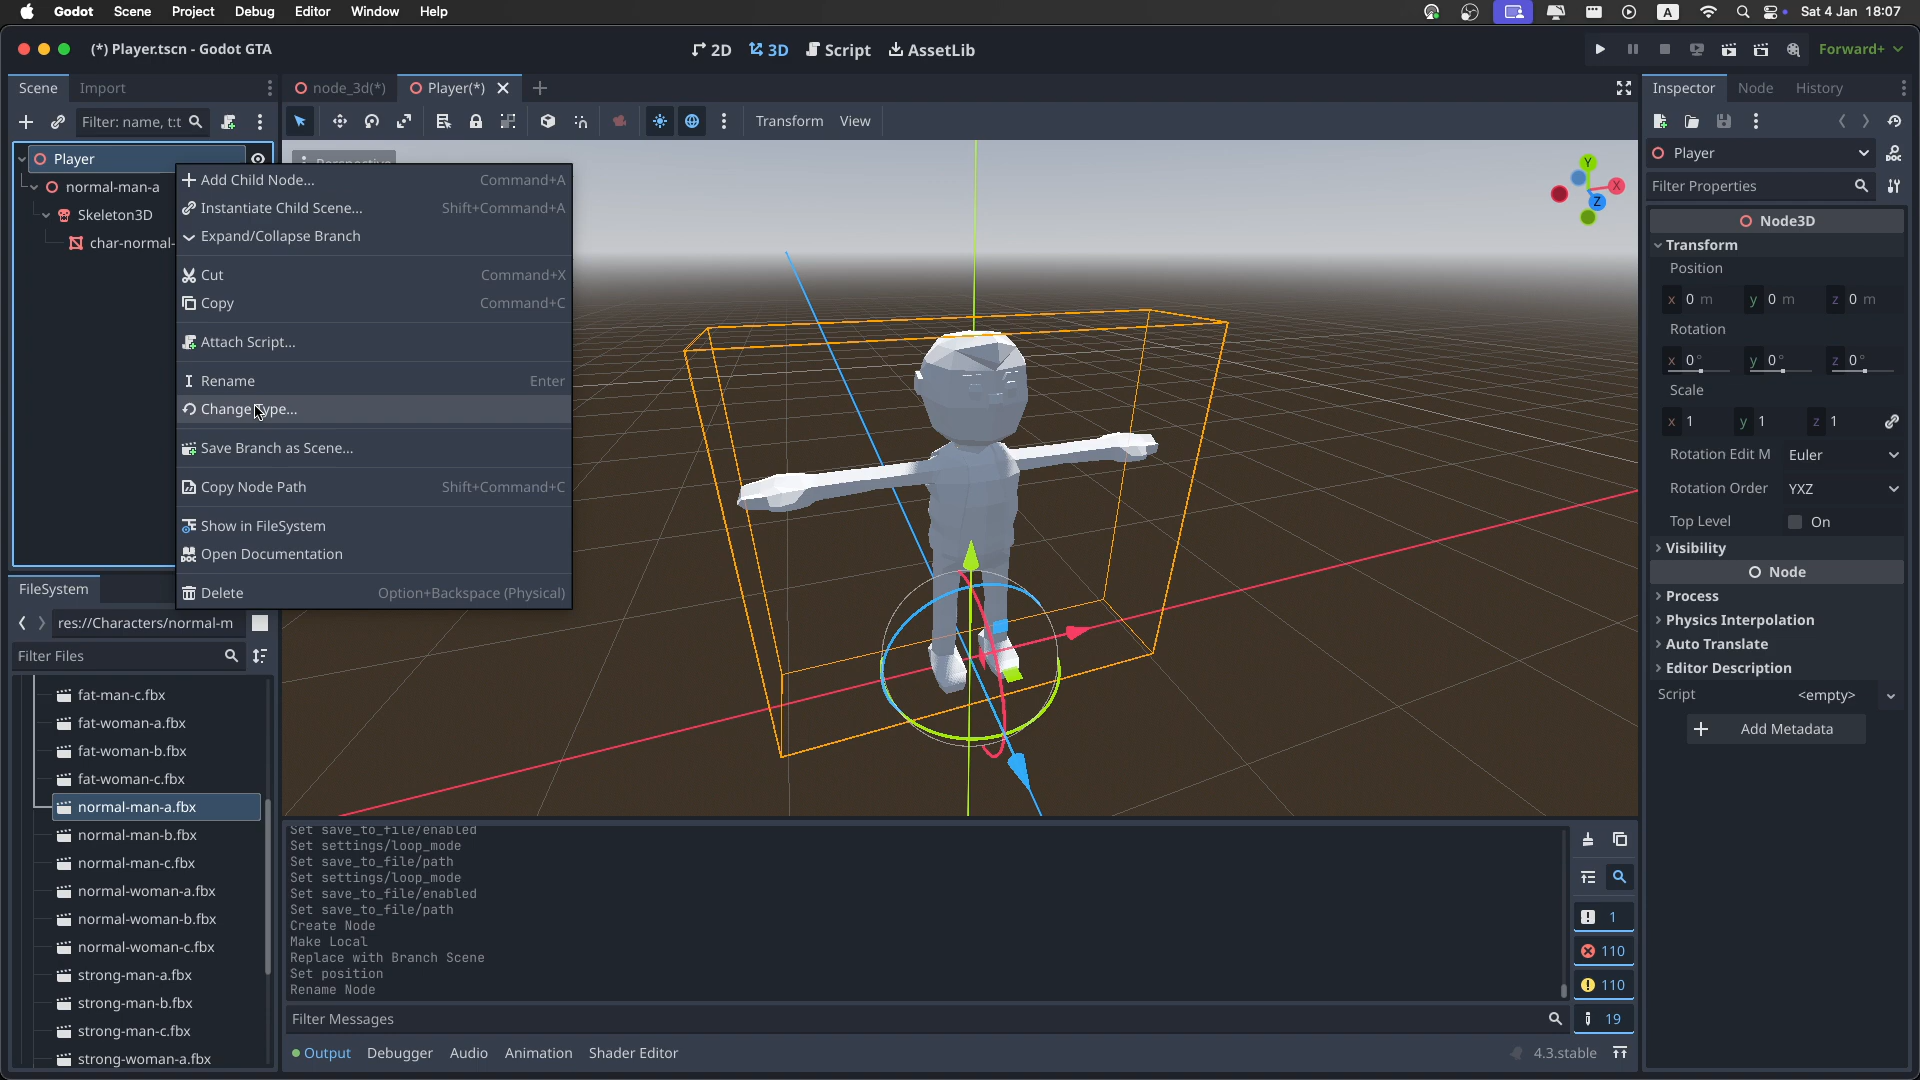 Godot Scene Project Debug Editor Window Help
A Sat 4 Jan 18:07
(*) Player.tscn - Godot GTA
2D 3D Script AssetLib
Forward+
Scene Import
node_3d(*) Player(*)
Inspector Node History
Filter: name, t:t
Transform View
Player
normal-man-a
Skeleton3D
char-normal-
Perspective
Add Child Node... Command+A
Instantiate Child Scene... Shift+Command+A
Expand/Collapse Branch
Cut Command+X
Copy Command+C
Attach Script...
Rename Enter
Change Type...
Save Branch as Scene...
Copy Node Path Shift+Command+C
Show in FileSystem
Open Documentation
Delete Option+Backspace (Physical)
Y
X
Z
Player
Filter Properties
Node3D
Transform
Position
x 0 m y 0 m z 0 m
Rotation
x 0° y 0° z 0°
Scale
x 1 y 1 z 1
Rotation Edit M Euler
Rotation Order YXZ
Top Level On
Visibility
Node
Process
Physics Interpolation
Auto Translate
Editor Description
Script <empty>
Add Metadata
FileSystem
res://Characters/normal-m
Filter Files
fat-man-c.fbx
fat-woman-a.fbx
fat-woman-b.fbx
fat-woman-c.fbx
normal-man-a.fbx
normal-man-b.fbx
normal-man-c.fbx
normal-woman-a.fbx
normal-woman-b.fbx
normal-woman-c.fbx
strong-man-a.fbx
strong-man-b.fbx
strong-man-c.fbx
strong-woman-a.fbx
Set save_to_file/enabled
Set settings/loop_mode
Set save_to_file/path
Set settings/loop_mode
Set save_to_file/enabled
Set save_to_file/path
Create Node
Make Local
Replace with Branch Scene
Set position
Rename Node
1
110
110
19
Filter Messages
Output Debugger Audio Animation Shader Editor
4.3.stable